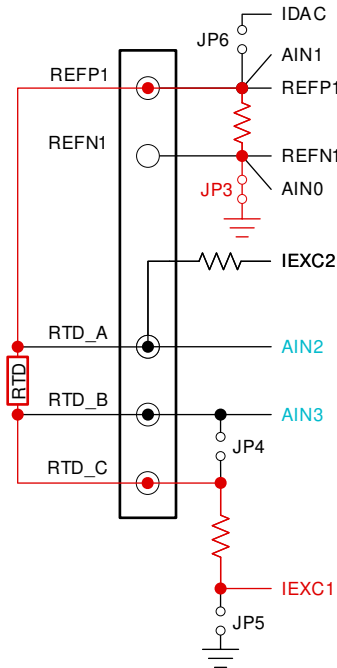 IDAC
JP6
AIN1
REFP1
REFP1
REFN1
REFN1
JP3
AIN0
IEXC2
RTD_A
AIN2
RTD
RTD_B
AIN3
JP4
RTD_C
IEXC1
JP5